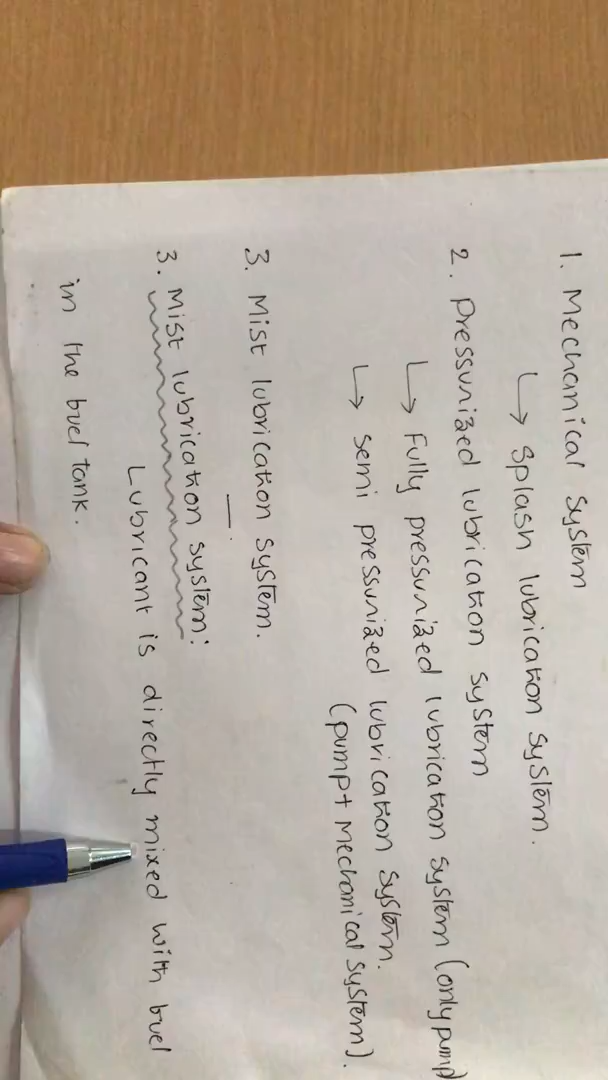 1. Mechanical system
↳ splash lubrication system.
2. Pressurized lubrication system
↳ Fully pressurized lubrication system (only pump)
↳ semi pressurized lubrication system.
(pump + Mechanical system).
3. Mist lubrication system.
3. Mist lubrication system:
Lubricant is directly mixed with fuel
in the fuel tank.